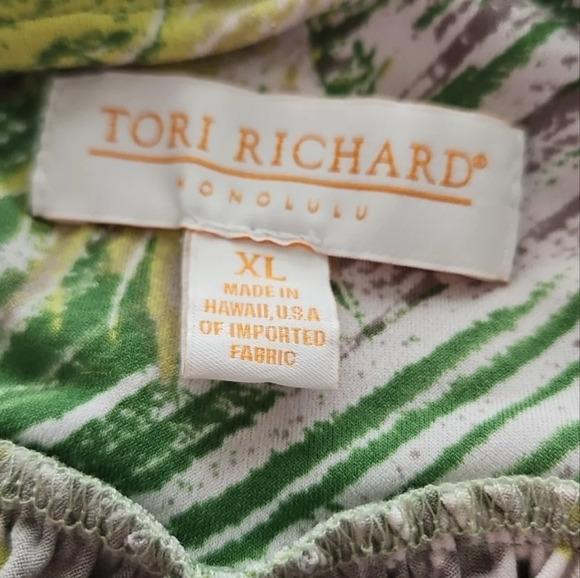 TORI RICHARD®
HONOLULU
XL
MADE IN
HAWAII, U.S.A
OF IMPORTED
FABRIC